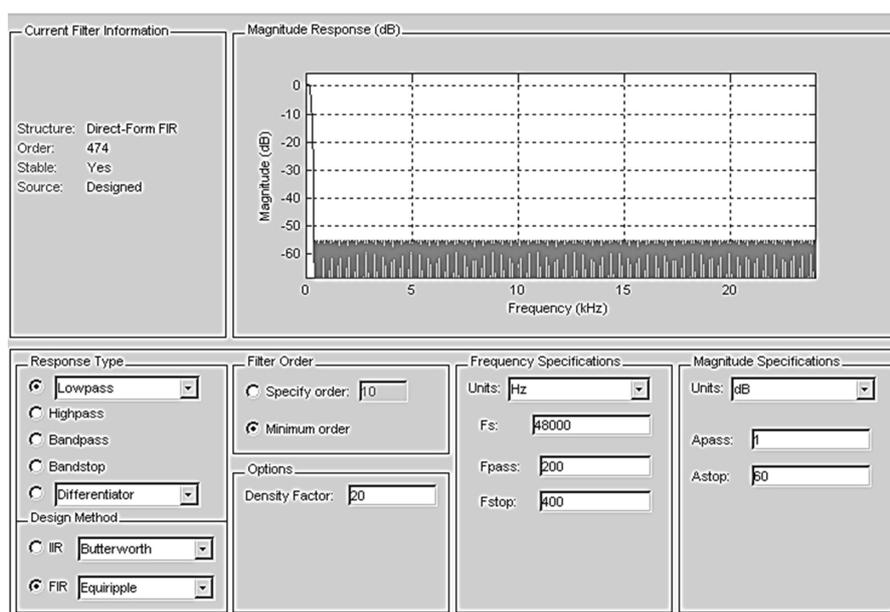 Current Filter Information
Structure: Direct-Form FIR
Order: 474
Stable: Yes
Source: Designed
Magnitude Response (dB)
Magnitude (dB)
0
-10
-20
-30
-40
-50
-60
0 5 10 15 20
Frequency (kHz)
Response Type
Lowpass
Highpass
Bandpass
Bandstop
Differentiator
Design Method
IIR Butterworth
FIR Equiripple
Filter Order
Specify order: 10
Minimum order
Options
Density Factor: 20
Frequency Specifications
Units: Hz
Fs: 48000
Fpass: 200
Fstop: 400
Magnitude Specifications
Units: dB
Apass: 1
Astop: 60